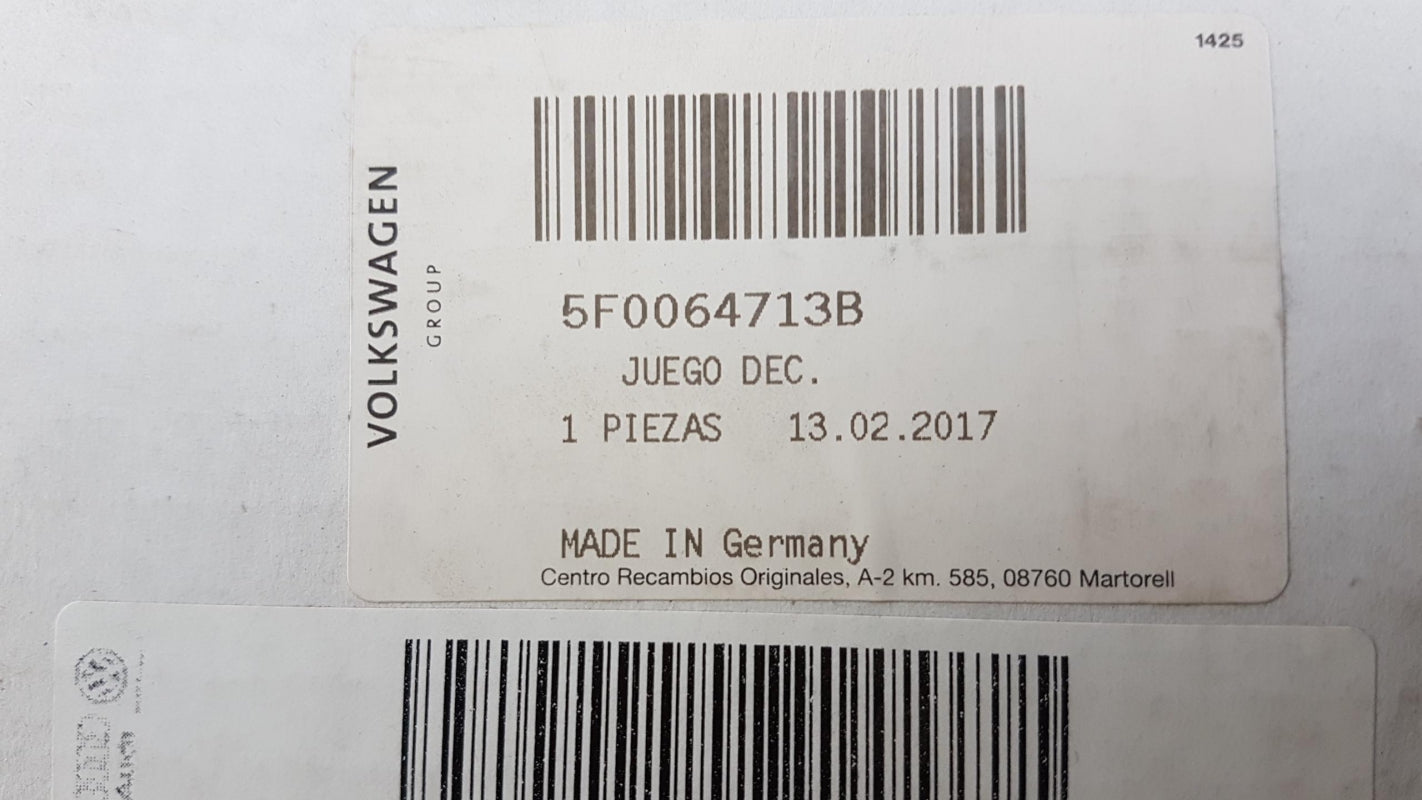 1425
VOLKSWAGEN
GROUP
5F0064713B
JUEGO DEC.
1 PIEZAS 13.02.2017
MADE IN Germany
Centro Recambios Originales, A-2 km. 585, 08760 Martorell